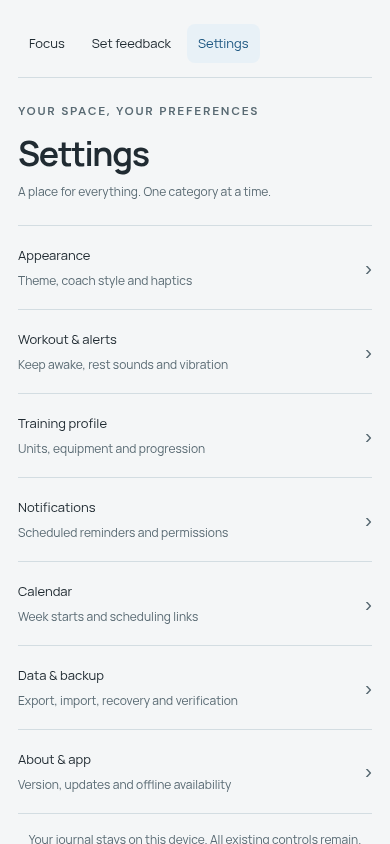 Focus Set feedback Settings
YOUR SPACE, YOUR PREFERENCES
Settings
A place for everything. One category at a time.
Appearance
Theme, coach style and haptics
Workout & alerts
Keep awake, rest sounds and vibration
Training profile
Units, equipment and progression
Notifications
Scheduled reminders and permissions
Calendar
Week starts and scheduling links
Data & backup
Export, import, recovery and verification
About & app
Version, updates and offline availability
Your journal stays on this device. All existing controls remain.